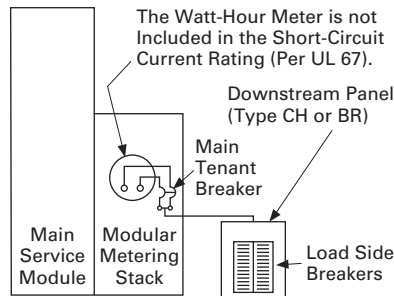 The Watt-Hour Meter is not
Included in the Short-Circuit
Current Rating (Per UL 67).
Downstream Panel
(Type CH or BR)
Main
Tenant
Breaker
Main
Service
Module
Modular
Metering
Stack
Load Side
Breakers